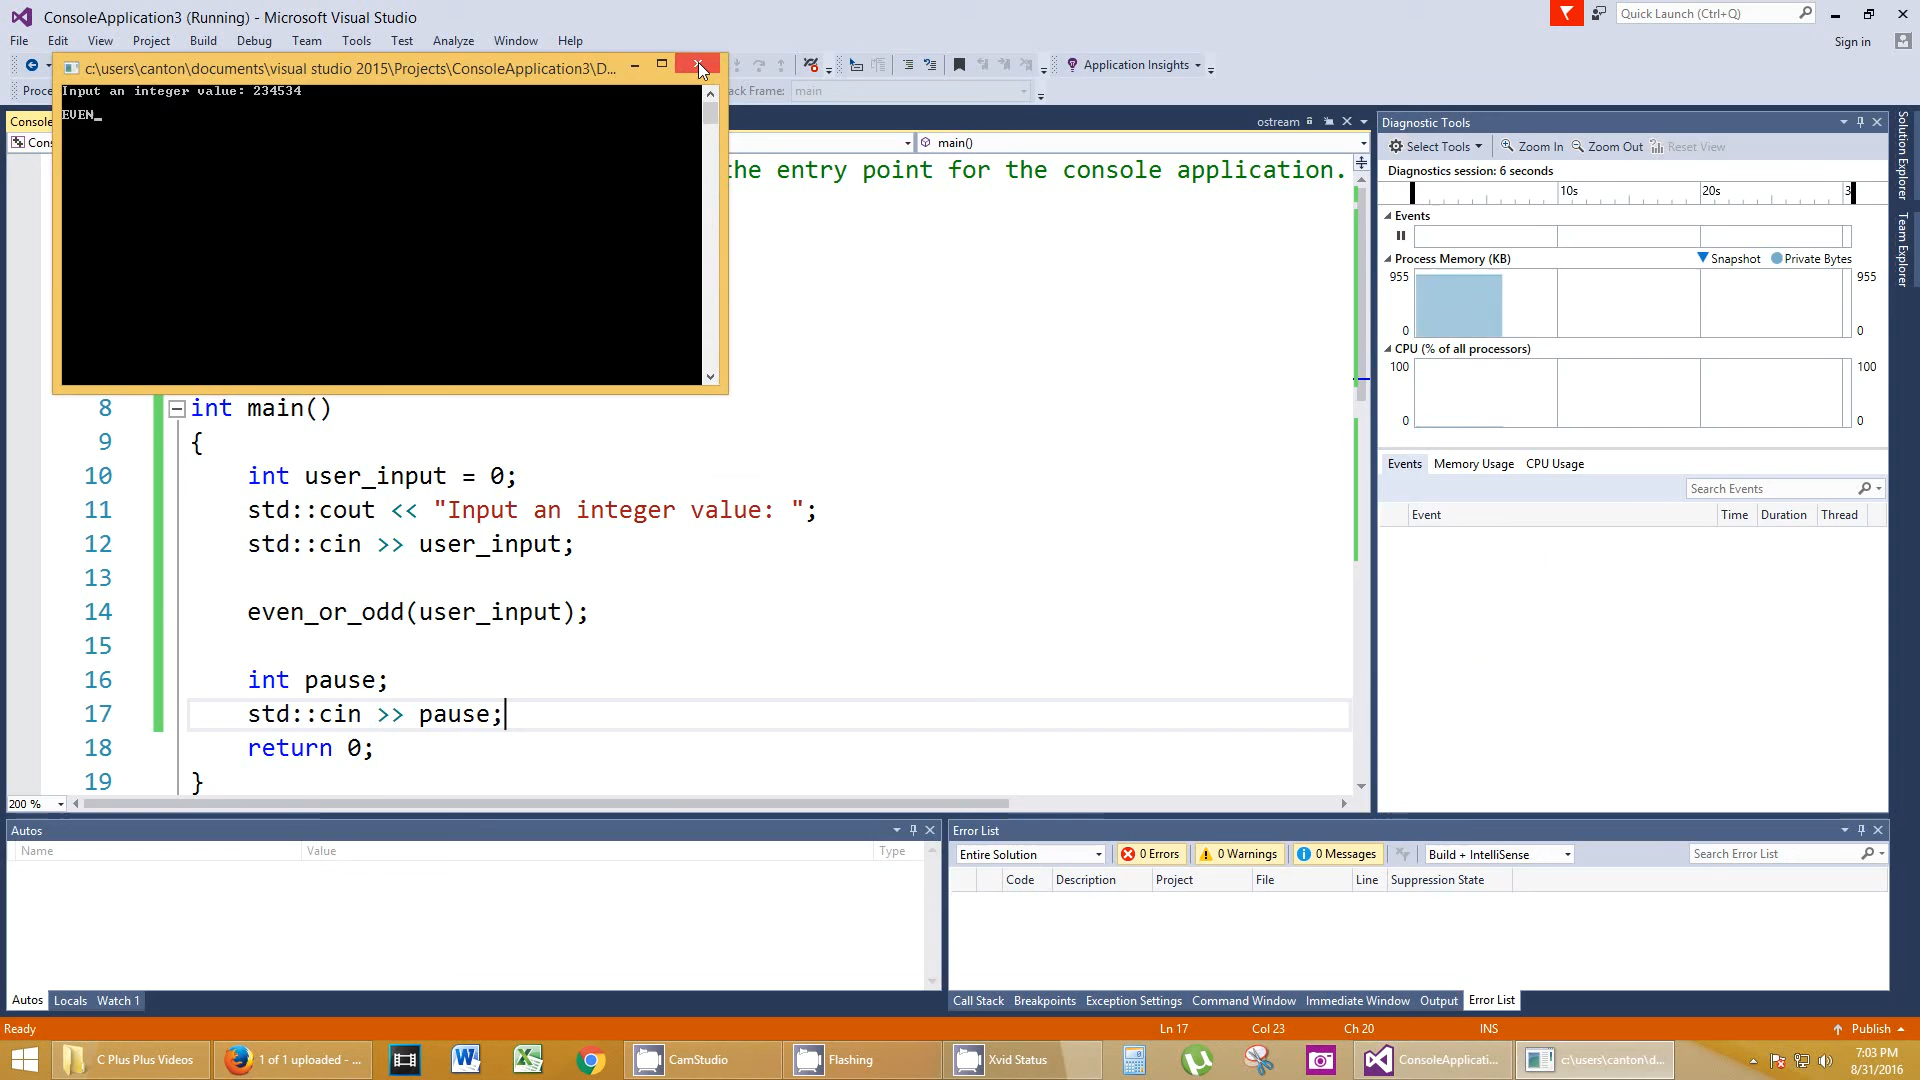 ConsoleApplication3 (Running) - Microsoft Visual Studio
Quick Launch (Ctrl+Q)
File Edit View Project Build Debug Team Tools Test Analyze Window Help
Sign in
c:\users\canton\documents\visual studio 2015\Projects\ConsoleApplication3\D...
Application Insights
main
Input an integer value: 234534
EVEN_
ostream
main()
the entry point for the console application.
8 int main()
9 {
10 int user_input = 0;
11 std::cout << "Input an integer value: ";
12 std::cin >> user_input;
13
14 even_or_odd(user_input);
15
16 int pause;
17 std::cin >> pause;
18 return 0;
19 }
200 %
Diagnostic Tools
Select Tools Zoom In Zoom Out Reset View
Diagnostics session: 6 seconds
10s 20s 3
Events
Process Memory (KB) Snapshot Private Bytes
955 955
0 0
CPU (% of all processors)
100 100
0 0
Events Memory Usage CPU Usage
Search Events
Event Time Duration Thread
Solution Explorer
Team Explorer
Autos
Name Value Type
Autos Locals Watch 1
Error List
Entire Solution 0 Errors 0 Warnings 0 Messages Build + IntelliSense Search Error List
Code Description Project File Line Suppression State
Call Stack Breakpoints Exception Settings Command Window Immediate Window Output Error List
Ready Ln 17 Col 23 Ch 20 INS Publish
C Plus Plus Videos 1 of 1 uploaded - ... CamStudio Flashing Xvid Status ConsoleApplicati... c:\users\canton\d...
7:03 PM
8/31/2016